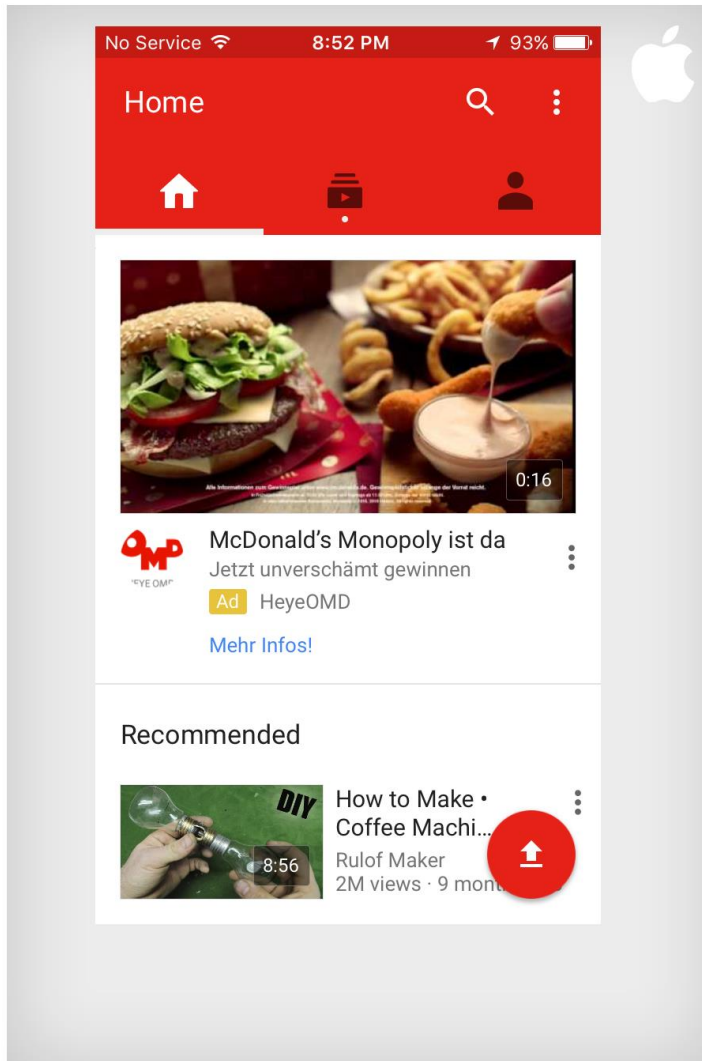 No Service 8:52 PM 93%
Home
0:16
McDonald's Monopoly ist da
Jetzt unverschämt gewinnen
Ad HeyeOMD
Mehr Infos!
Recommended
DIY
8:56
How to Make •
Coffee Machi...
Rulof Maker
2M views · 9